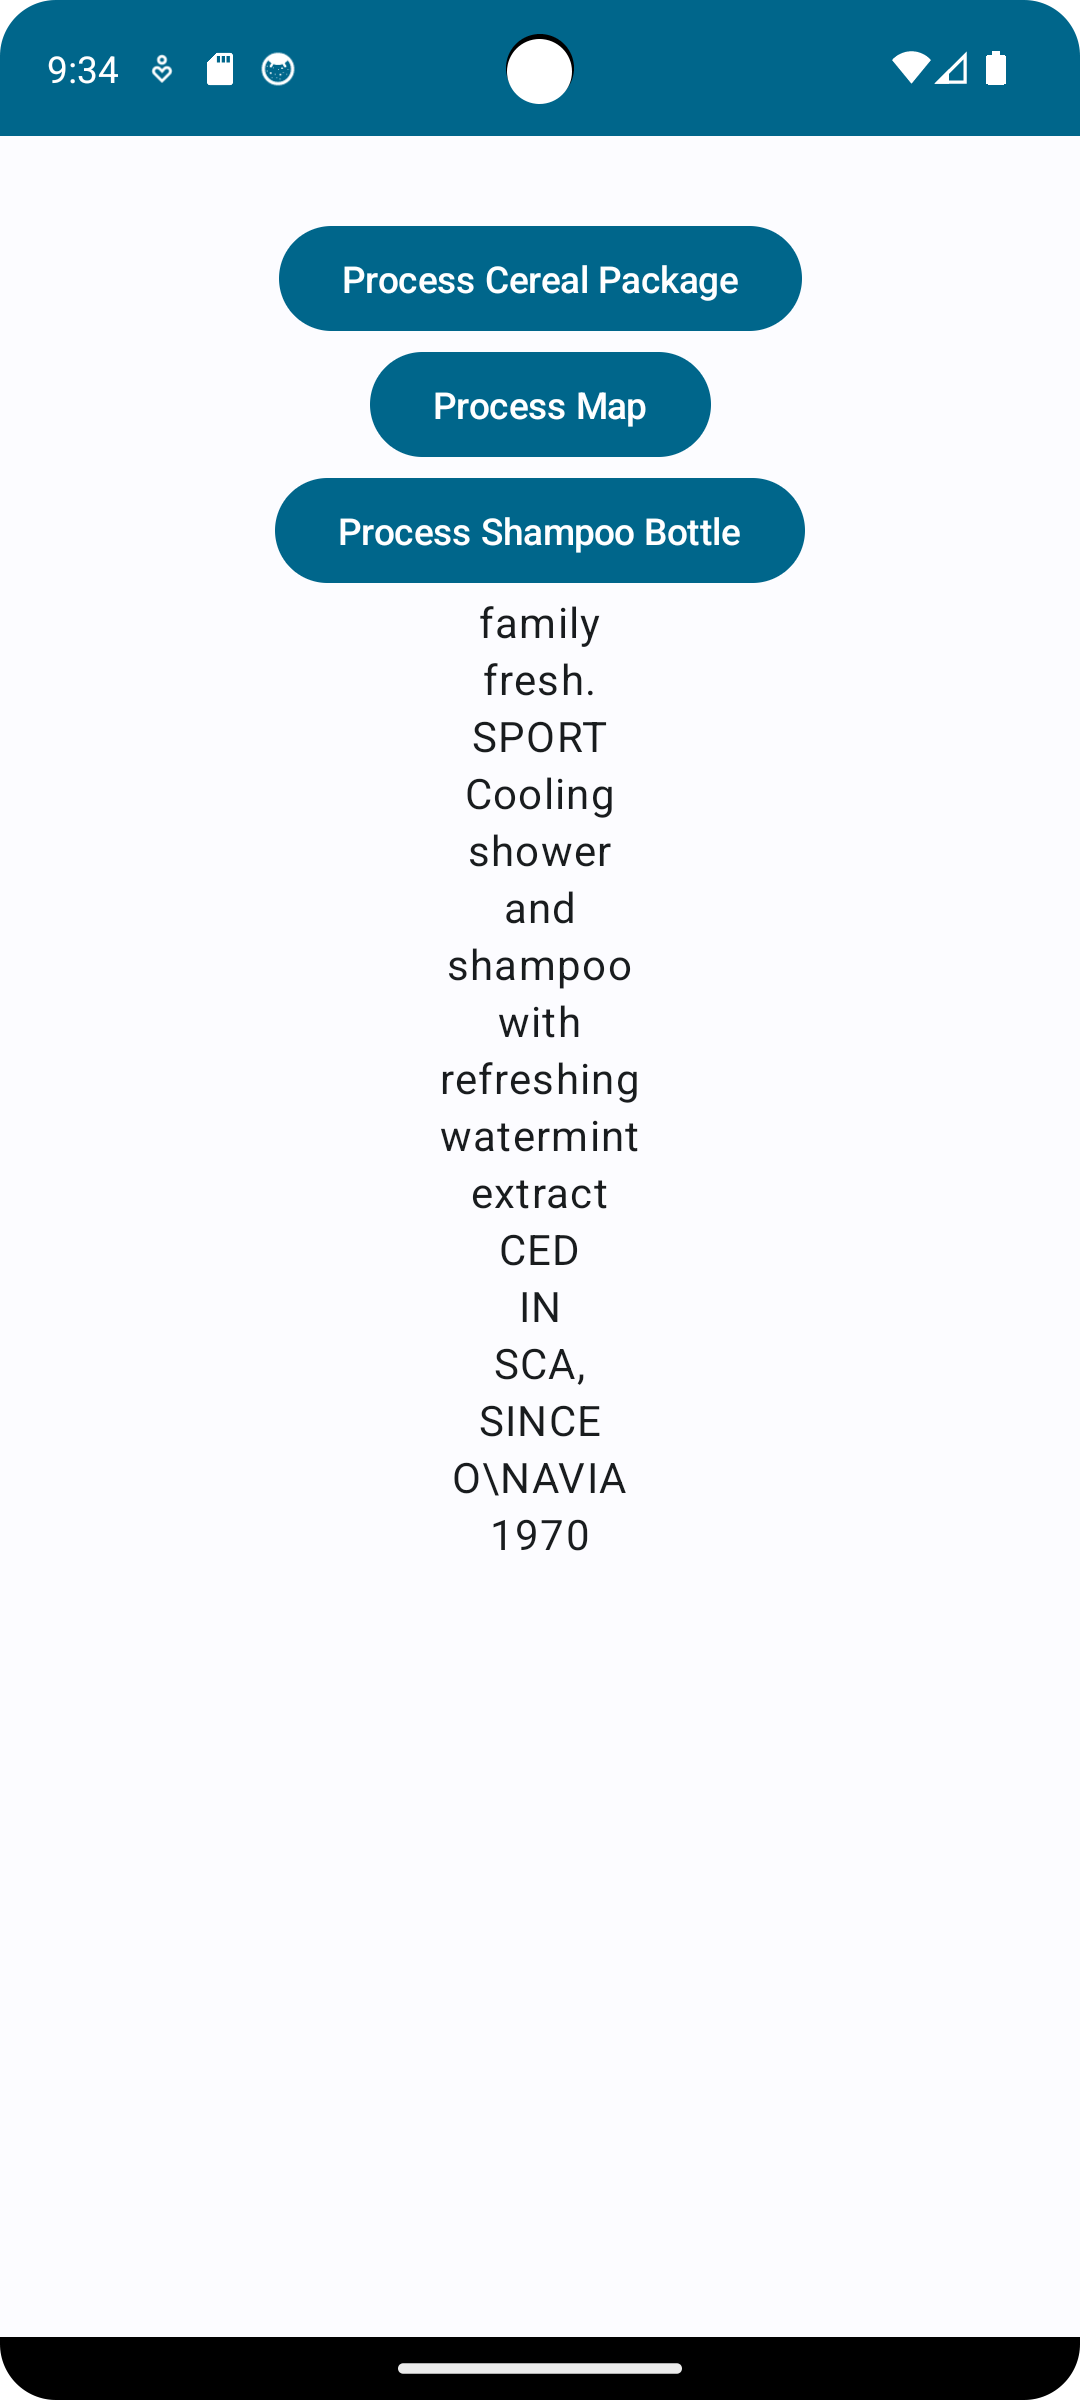 9:34
Process Cereal Package
Process Map
Process Shampoo Bottle
family
fresh.
SPORT
Cooling
shower
and
shampoo
with
refreshing
watermint
extract
CED
IN
SCA,
SINCE
O\NAVIA
1970